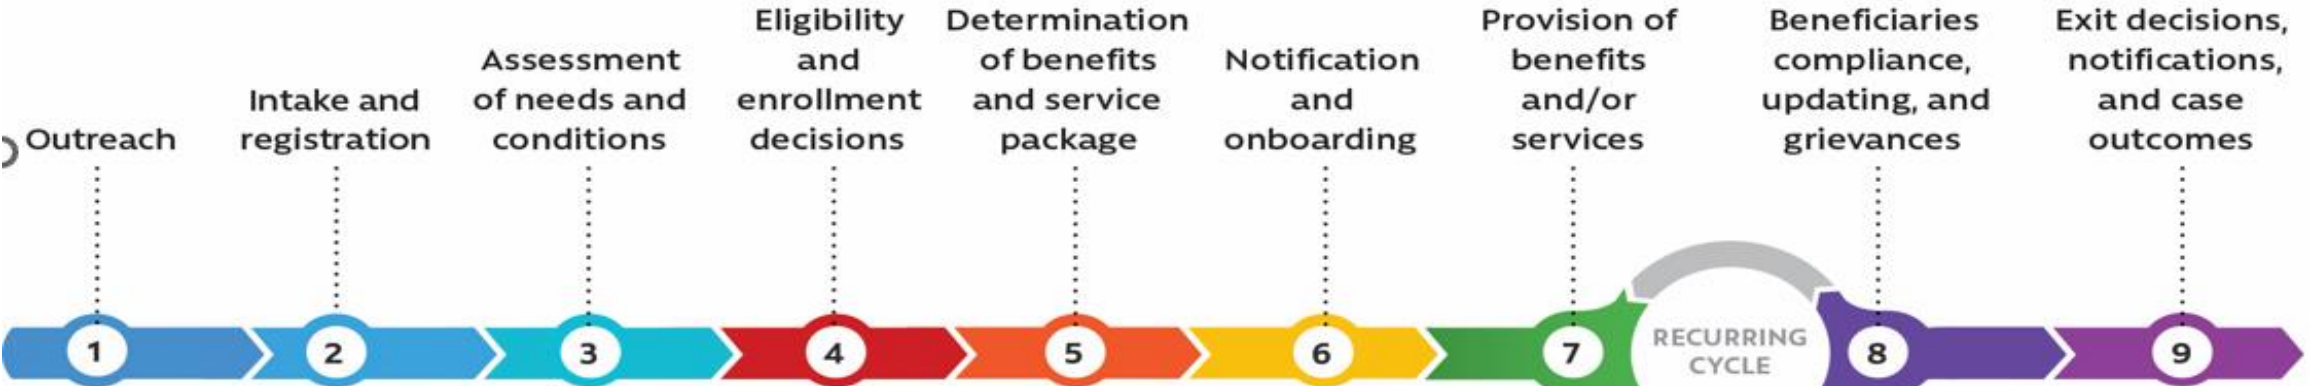 Outreach
Intake and
registration
Assessment
of needs and
conditions
Eligibility
and
enrollment
decisions
Determination
of benefits
and service
package
Notification
and
onboarding
Provision of
benefits
and/or
services
Beneficiaries
compliance,
updating, and
grievances
Exit decisions,
notifications,
and case
outcomes
1
2
3
4
5
6
7
RECURRING
CYCLE
8
9